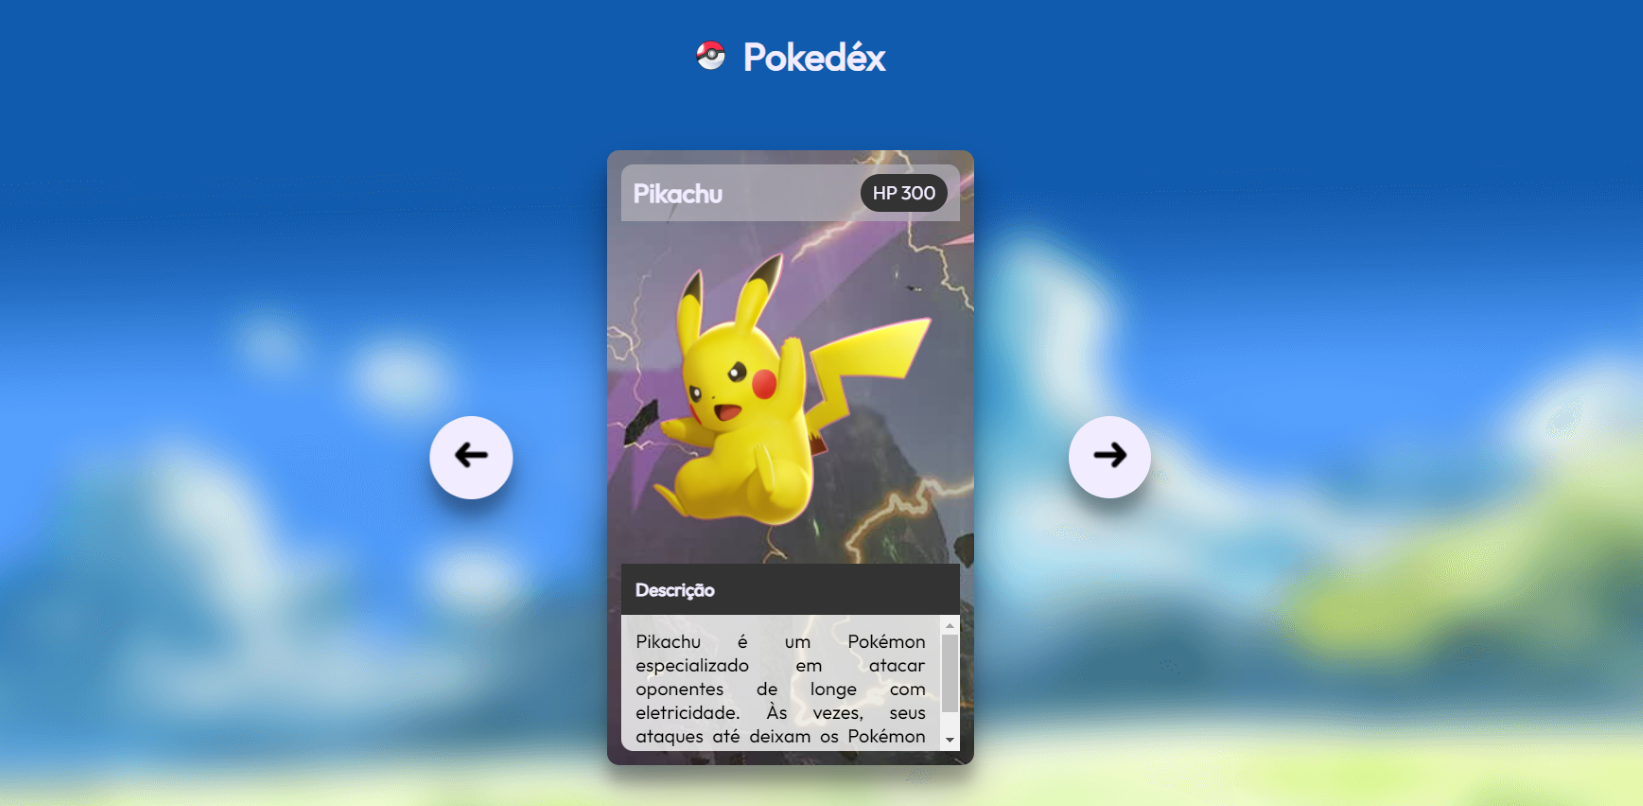 Pokedéx
Pikachu
HP 300
Descrição
Pikachu é um Pokémon
especializado em atacar
oponentes de longe com
eletricidade. Às vezes, seus
ataques até deixam os Pokémon